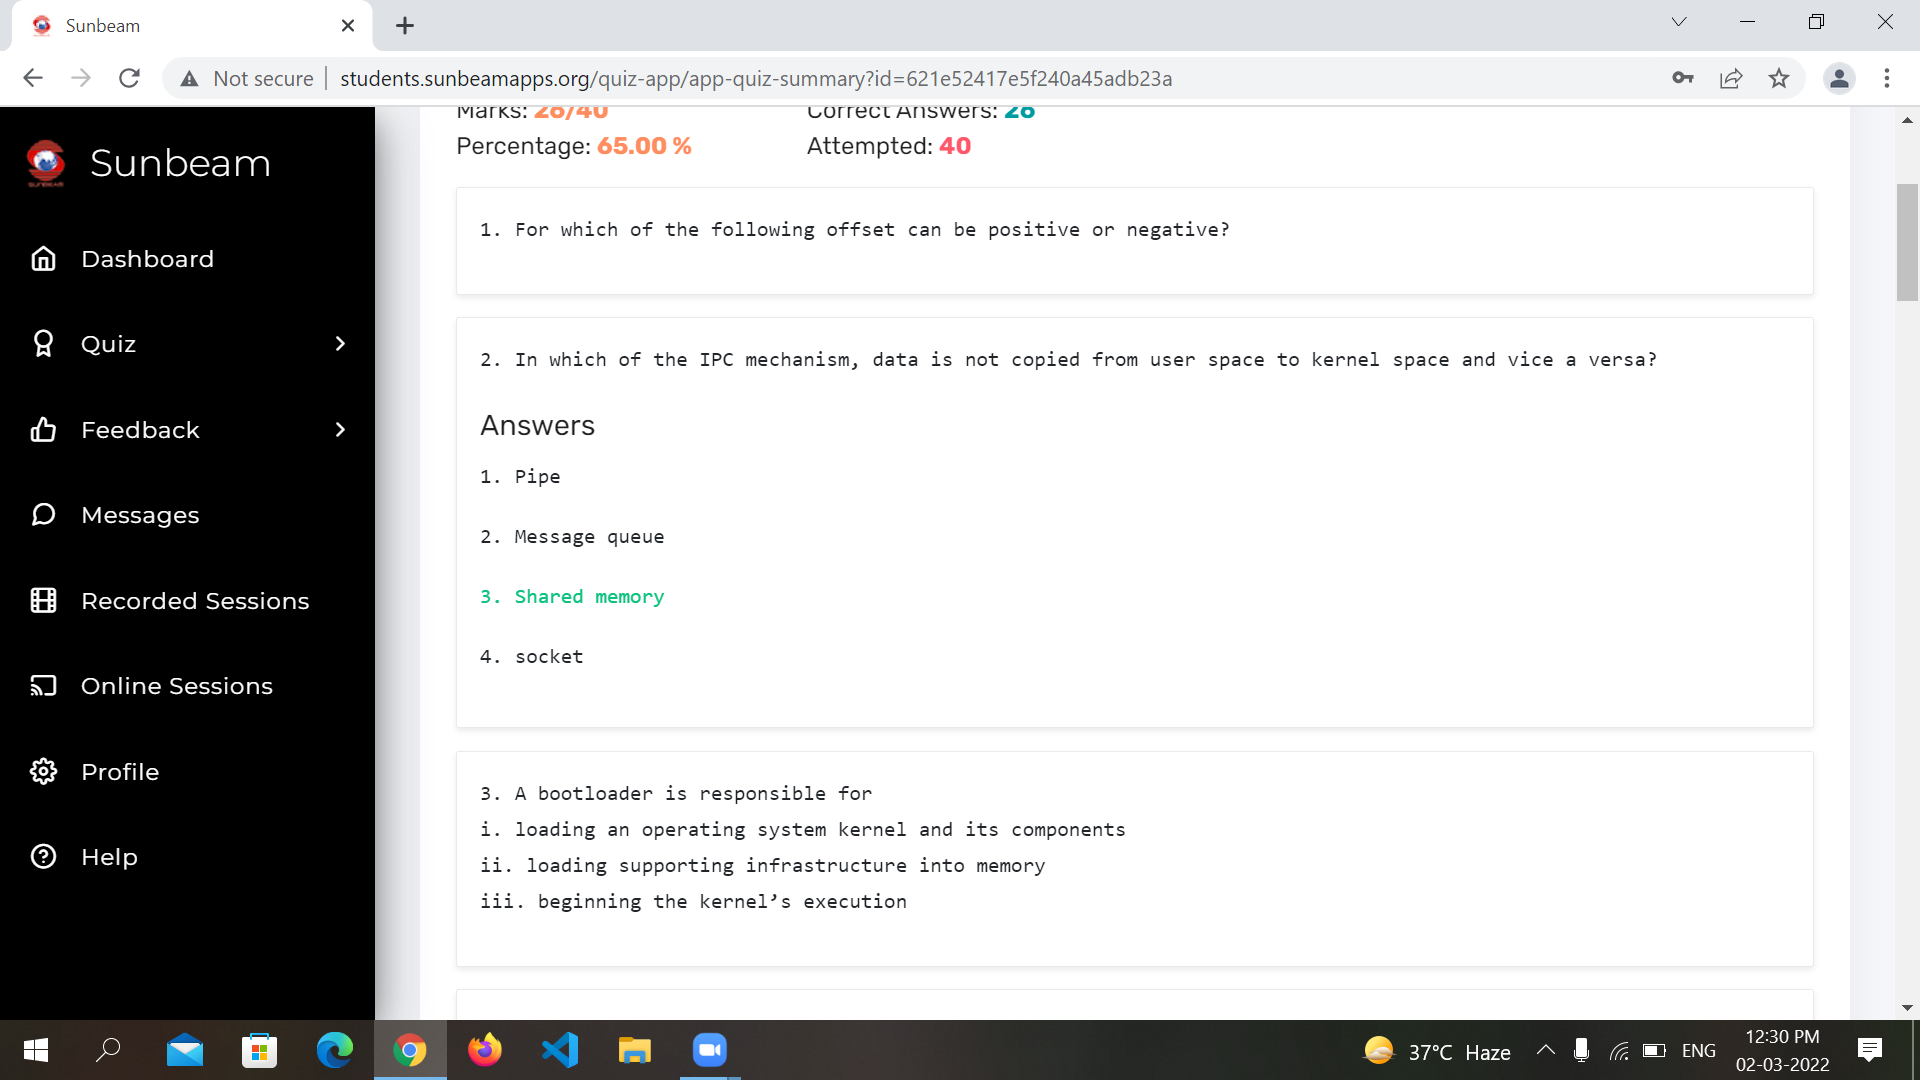 Sunbeam
Not secure
students.sunbeamapps.org/quiz-app/app-quiz-summary?id=621e52417e5f240a45adb23a
Sunbeam
SUNBEAM
Dashboard
Quiz
Feedback
Messages
Recorded Sessions
Online Sessions
Profile
Help
Marks: 26/40
Correct Answers: 26
Percentage: 65.00 %
Attempted: 40
1. For which of the following offset can be positive or negative?
2. In which of the IPC mechanism, data is not copied from user space to kernel space and vice a versa?
Answers
1. Pipe
2. Message queue
3. Shared memory
4. socket
3. A bootloader is responsible for
i. loading an operating system kernel and its components
ii. loading supporting infrastructure into memory
iii. beginning the kernel’s execution
37°C Haze
ENG
12:30 PM
02-03-2022